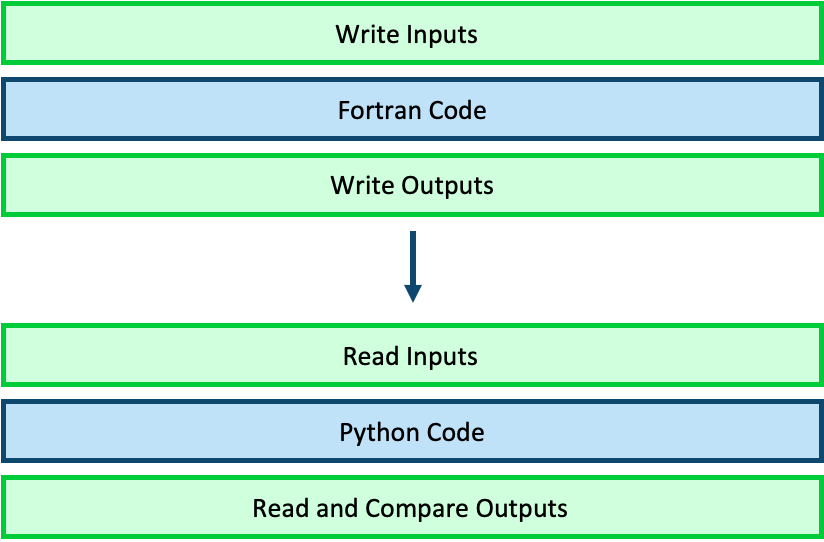 Write Inputs
Fortran Code
Write Outputs
Read Inputs
Python Code
Read and Compare Outputs